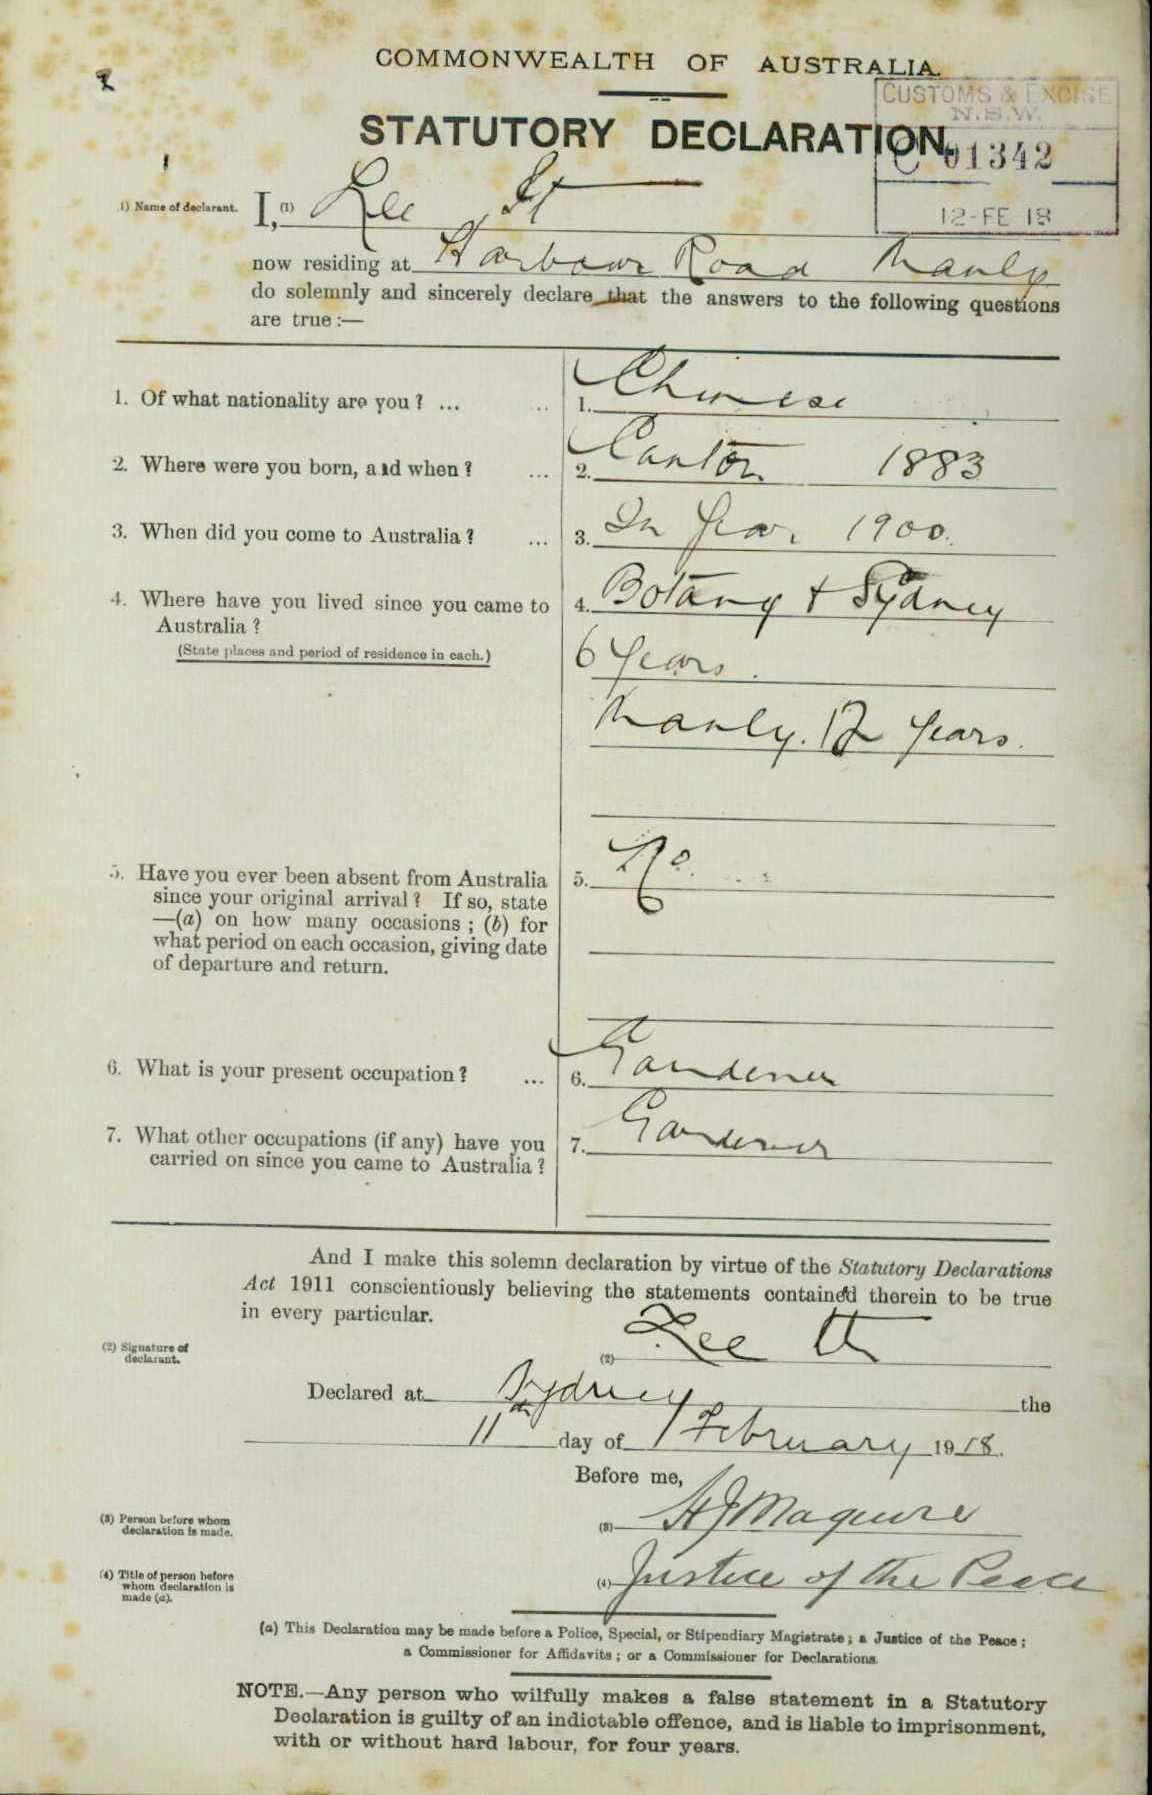 COMMONWEALTH OF AUSTRALIA.
CUSTOMS & EXCISE
N.S.W.
STATUTORY DECLARATION.
C 01342
12-FE 18
1) Name of declarant. I, (1) Lee It
now residing at Harbour Road Manly
do solemnly and sincerely declare that the answers to the following questions
are true:—
1. Of what nationality are you? ... .. 1. Chinese
2. Where were you born, and when? ... 2. Canton 1883
3. When did you come to Australia? ... 3. In Year 1900.
4. Where have you lived since you came to 4. Botany + Sydney
Australia?
(State places and period of residence in each.) 6 Years.
Manly. 12 Years.
5. Have you ever been absent from Australia 5. No.
since your original arrival? If so, state
—(a) on how many occasions; (b) for
what period on each occasion, giving date
of departure and return.
6. What is your present occupation? ... 6. Gardener
7. What other occupations (if any) have you 7. Gardener
carried on since you came to Australia?
And I make this solemn declaration by virtue of the Statutory Declarations
Act 1911 conscientiously believing the statements contained therein to be true
in every particular.
(2) Signature of
declarant. (2) Lee
Declared at Sydney the
11th day of February 1918.
Before me,
(3) Person before whom
declaration is made. (3) H J Maguire
(4) Title of person before
whom declaration is
made (a). (4) Justice of the Peace
(a) This Declaration may be made before a Police, Special, or Stipendiary Magistrate; a Justice of the Peace;
a Commissioner for Affidavits; or a Commissioner for Declarations.
NOTE.—Any person who wilfully makes a false statement in a Statutory
Declaration is guilty of an indictable offence, and is liable to imprisonment,
with or without hard labour, for four years.